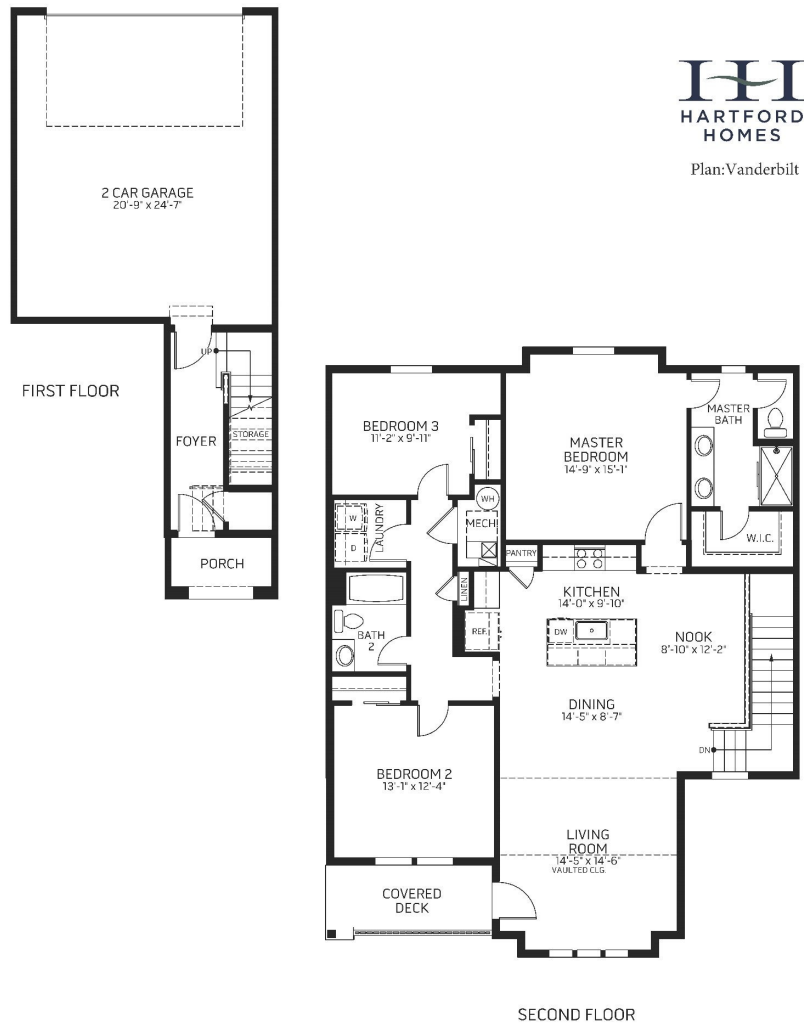 HARTFORD
HOMES
Plan:Vanderbilt
2 CAR GARAGE
20'-9" x 24'-7"
UP
FIRST FLOOR
FOYER
STORAGE
PORCH
BEDROOM 3
11'-2" x 9'-11"
MASTER
BEDROOM
14'-9" x 15'-1"
MASTER
BATH
W
D
LAUNDRY
WH
MECH
W.I.C.
PANTRY
LINEN
KITCHEN
14'-0" x 9'-10"
REF.
DW
NOOK
8'-10" x 12'-2"
BATH
2
DINING
14'-5" x 8'-7"
DN
BEDROOM 2
13'-1" x 12'-4"
LIVING
ROOM
14'-5" x 14'-6"
VAULTED CLG.
COVERED
DECK
SECOND FLOOR